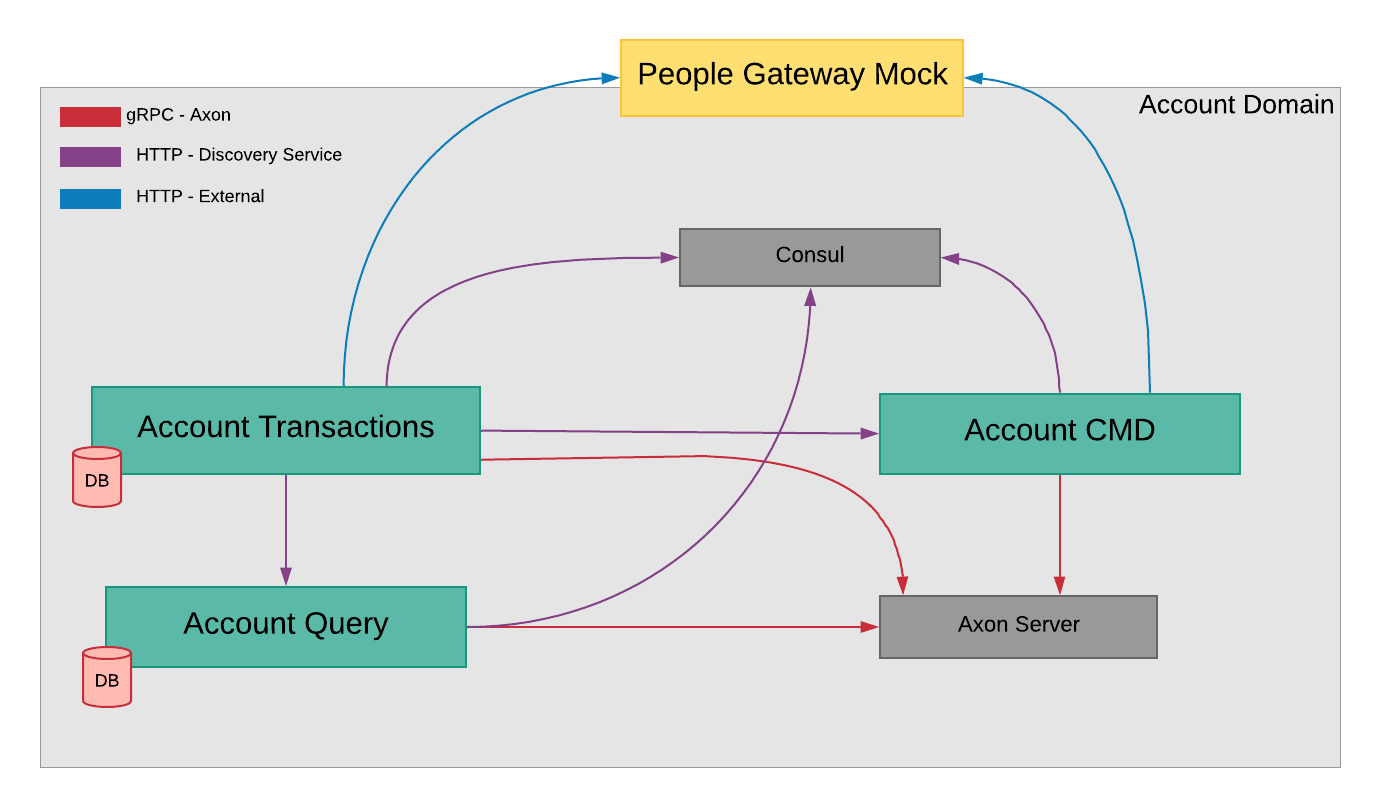 People Gateway Mock
Account Domain
gRPC - Axon
HTTP - Discovery Service
HTTP - External
Consul
Account Transactions
Account CMD
DB
Account Query
Axon Server
DB